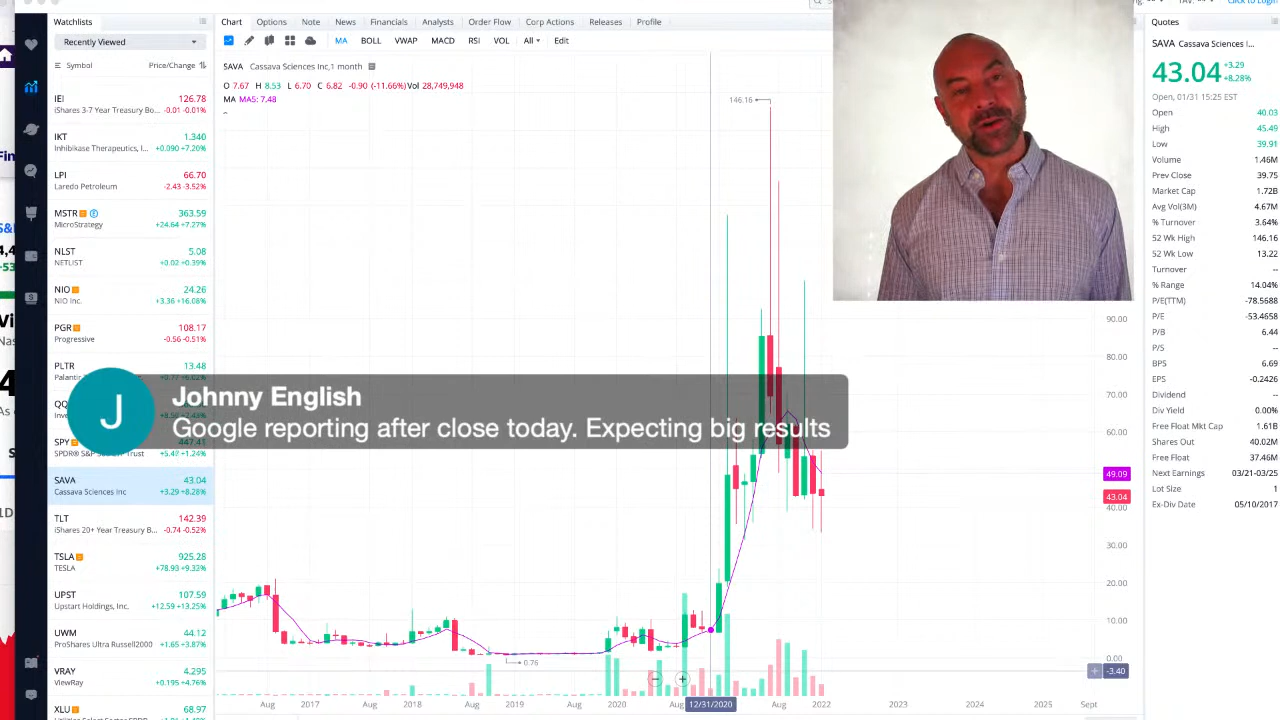 Watchlists
Recently Viewed
Symbol Price/Change
IEI 126.78
iShares 3-7 Year Treasury Bo... -0.01 -0.01%
IKT 1.340
Inhibikase Therapeutics, I... +0.090 +7.20%
LPI 66.70
Laredo Petroleum -2.43 -3.52%
MSTR 363.59
MicroStrategy +24.64 +7.27%
NLST 5.08
NETLIST +0.02 +0.39%
NIO 24.26
NIO Inc. +3.36 +16.08%
PGR 108.17
Progressive -0.56 -0.51%
PLTR 13.48
SPY
SAVA 43.04
Cassava Sciences Inc +3.29 +8.28%
TLT 142.39
iShares 20+ Year Treasury B... -0.74 -0.52%
TSLA 925.28
TESLA +78.93 +9.33%
UPST 107.59
Upstart Holdings, Inc. +12.59 +13.25%
UWM 44.12
ProShares Ultra Russell2000 +1.65 +3.87%
VRAY 4.295
ViewRay +0.195 +4.76%
XLU 68.97
Chart Options Note News Financials Analysts Order Flow Corp Actions Releases Profile
MA BOLL VWAP MACD RSI VOL All Edit
SAVA Cassava Sciences Inc,1 month
O 7.67 H 8.53 L 6.70 C 6.82 -0.90 (-11.66%) Vol 28,749,948
MA MA5: 7.48
146.16
90.00
80.00
70.00
60.00
49.09
43.04
40.00
30.00
20.00
10.00
0.00
-3.40
0.76
Aug 2017 Aug 2018 Aug 2019 Aug 2020 Aug 12/31/2020 Aug 2022 2023 2024 2025 Sept
J
Johnny English
Google reporting after close today. Expecting big results
Quotes
SAVA Cassava Sciences I...
43.04 +3.29
+8.28%
Open, 01/31 15:25 EST
Open 40.03
High 45.49
Low 39.91
Volume 1.46M
Prev Close 39.75
Market Cap 1.72B
Avg Vol(3M) 4.67M
% Turnover 3.64%
52 Wk High 146.16
52 Wk Low 13.22
Turnover --
% Range 14.04%
P/E(TTM) -78.5688
P/E -53.4658
P/B 6.44
P/S --
BPS 6.69
EPS -0.2426
Dividend --
Div Yield 0.00%
Free Float Mkt Cap 1.61B
Shares Out 40.02M
Free Float 37.46M
Next Earnings 03/21-03/25
Lot Size 1
Ex-Div Date 05/10/2017